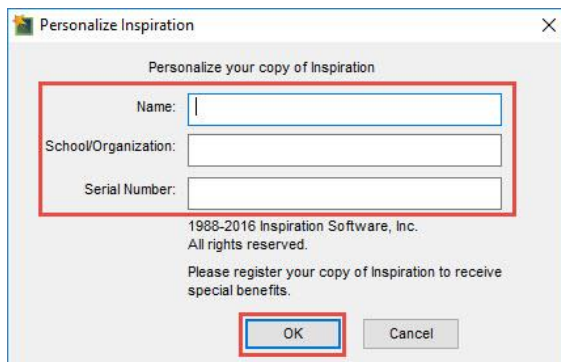 Personalize Inspiration
Personalize your copy of Inspiration
Name:
School/Organization:
Serial Number:
1988-2016 Inspiration Software, Inc.
All rights reserved.
Please register your copy of Inspiration to receive
special benefits.
OK Cancel